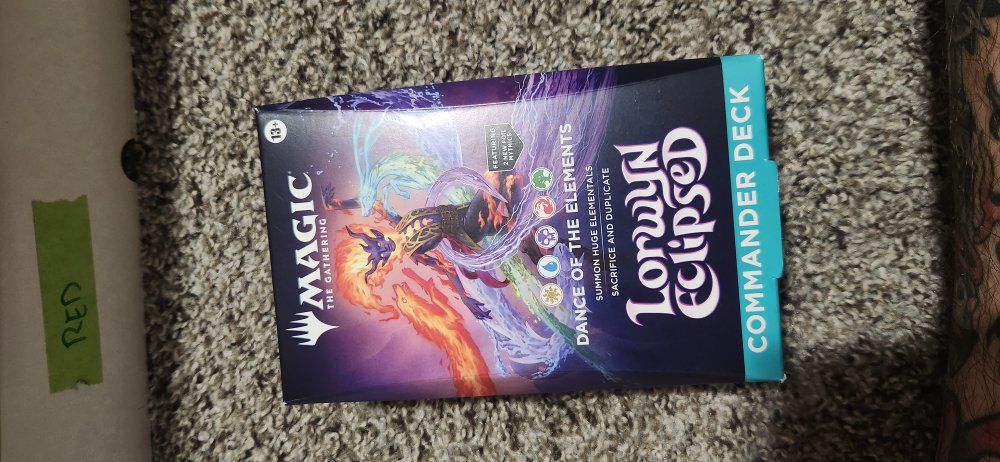 RED
13+
MAGIC
THE GATHERING
FEATURING
2 NEW FOIL
MYTHICS
DANCE OF THE ELEMENTS
SUMMON HUGE ELEMENTALS
SACRIFICE AND DUPLICATE
LORWYN
ECLIPSED
COMMANDER DECK